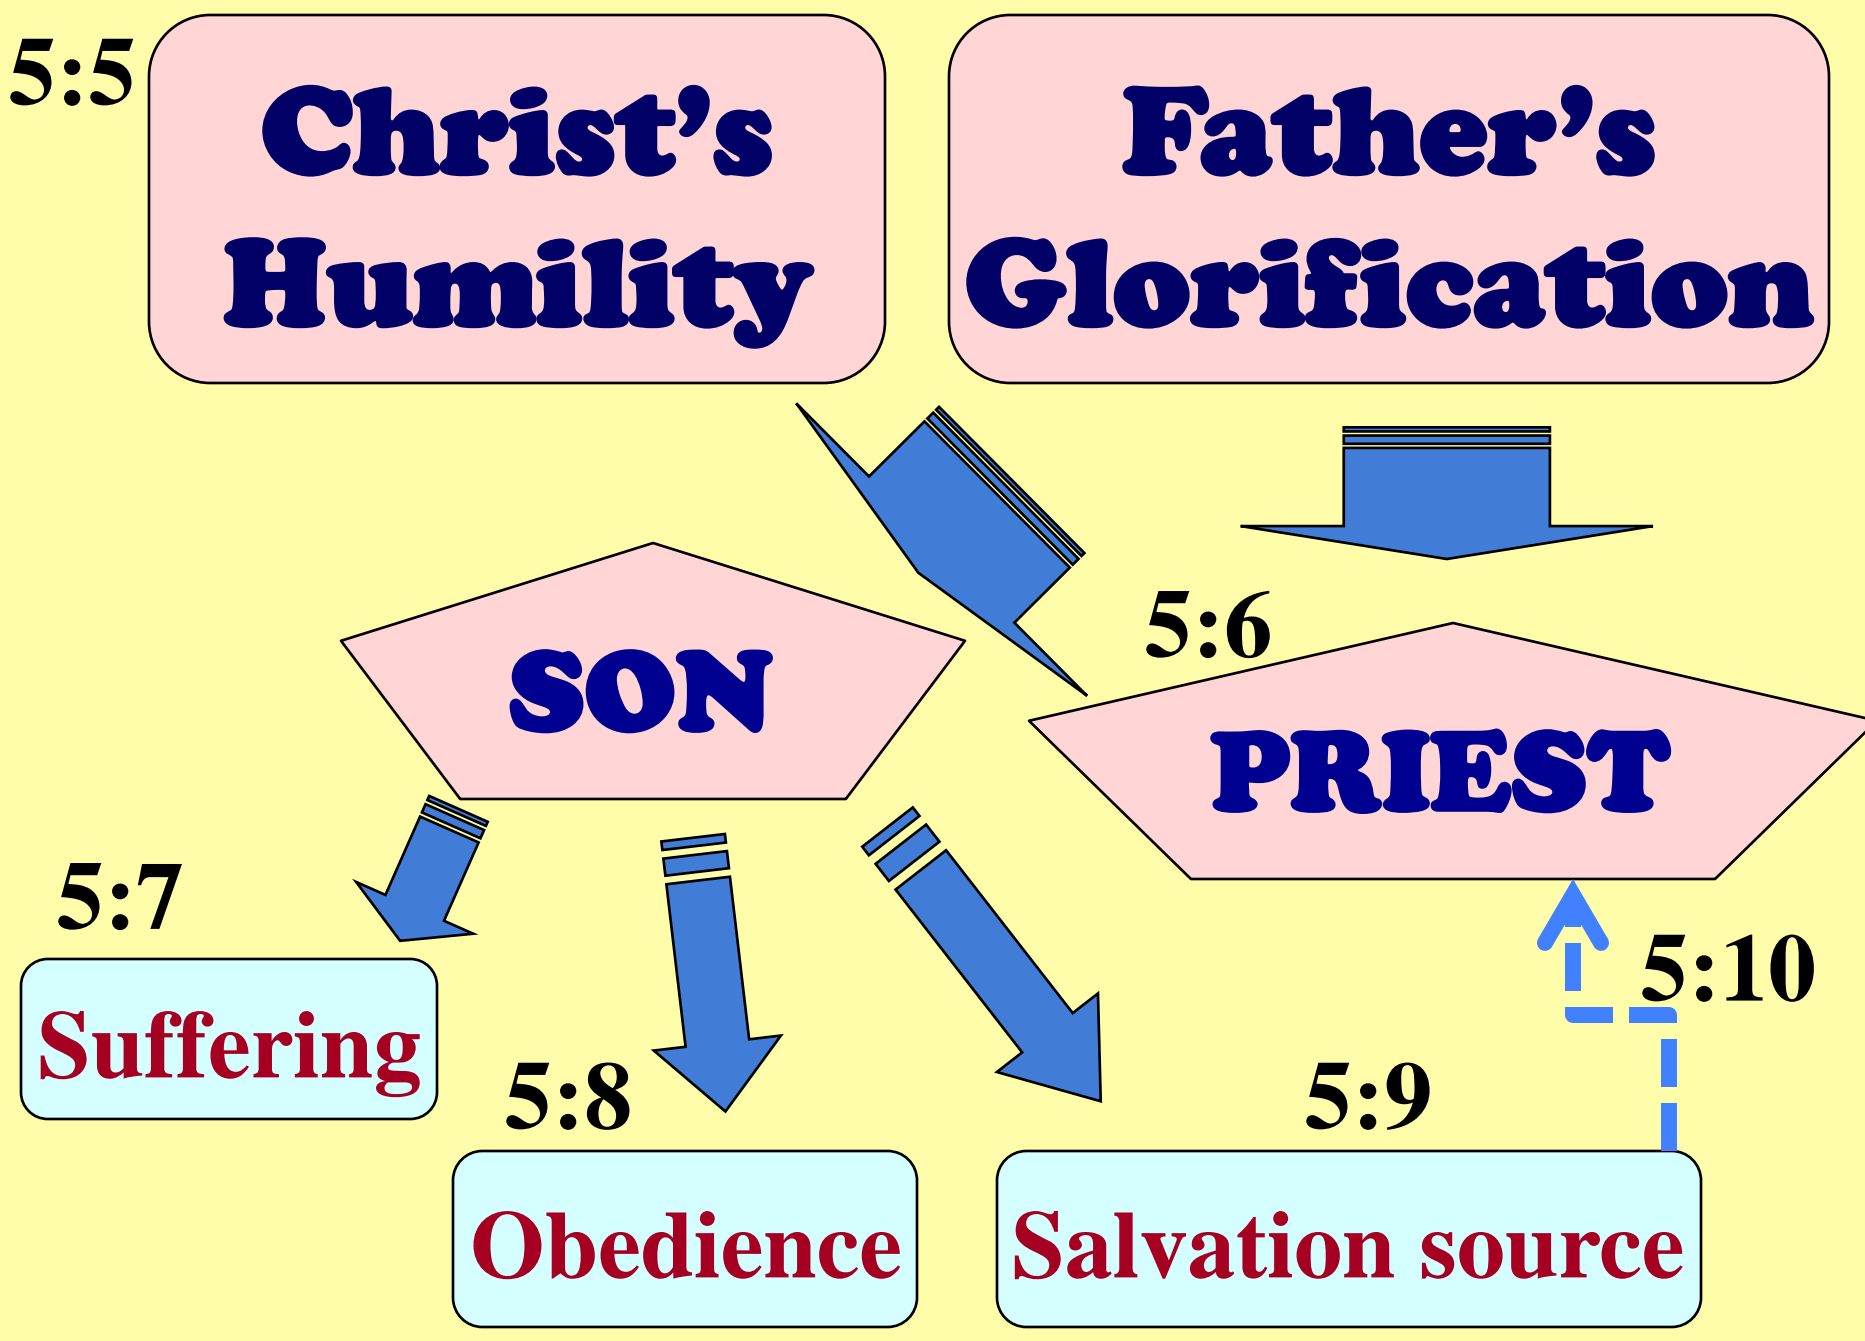 5:5
Christ’s
Humility
Father’s
Glorification
5:6
SON
PRIEST
5:7
Suffering
5:8
Obedience
5:9
Salvation source
5:10